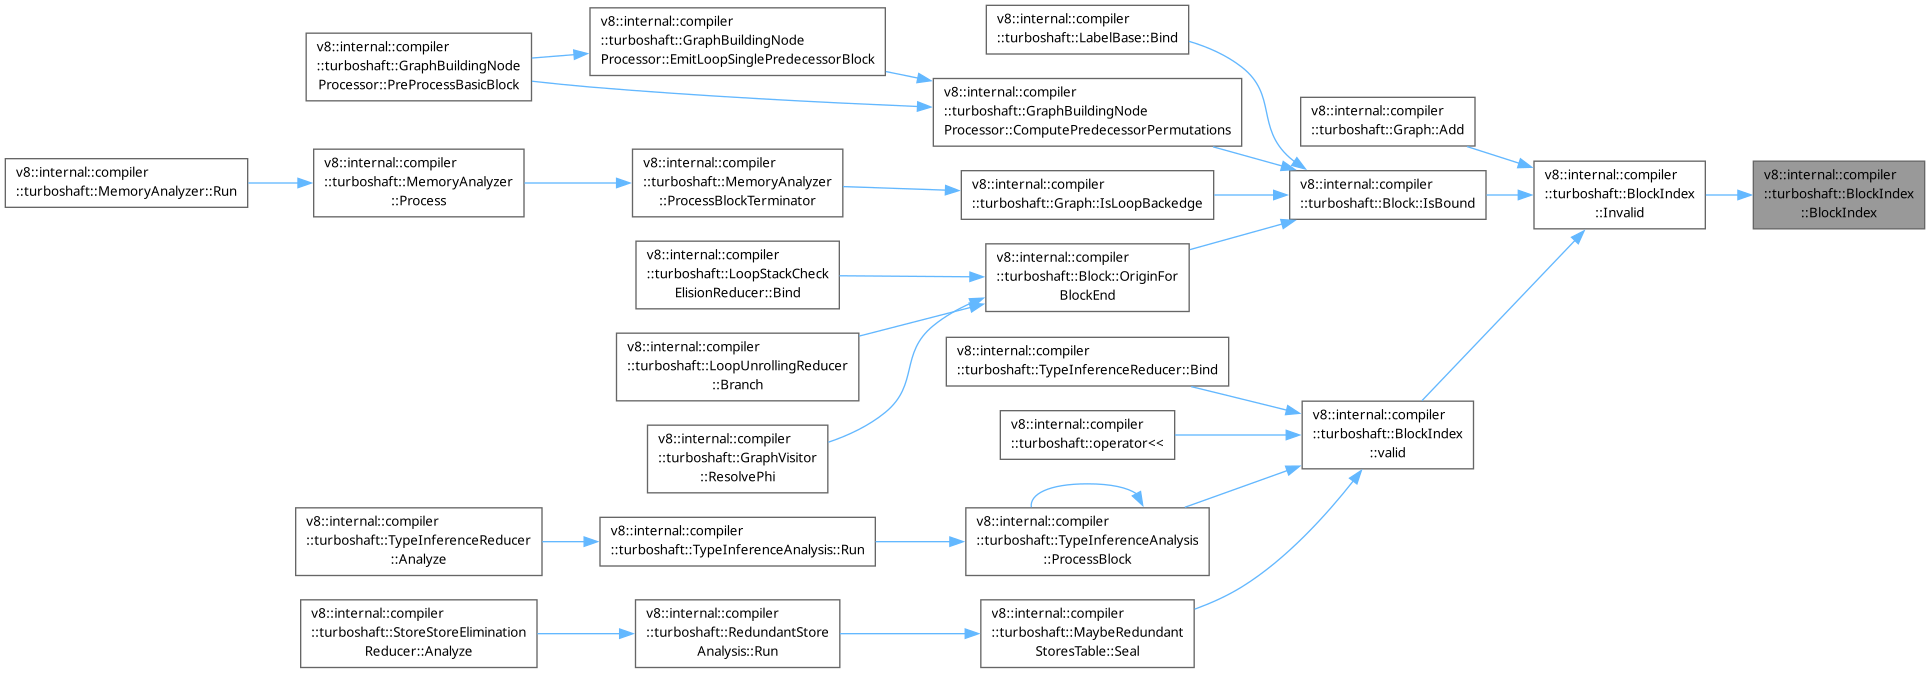 v8::internal::compiler
::turboshaft::BlockIndex
::BlockIndex
v8::internal::compiler
::turboshaft::BlockIndex
::Invalid
v8::internal::compiler
::turboshaft::Graph::Add
v8::internal::compiler
::turboshaft::Block::IsBound
v8::internal::compiler
::turboshaft::LabelBase::Bind
v8::internal::compiler
::turboshaft::GraphBuildingNode
Processor::ComputePredecessorPermutations
v8::internal::compiler
::turboshaft::GraphBuildingNode
Processor::EmitLoopSinglePredecessorBlock
v8::internal::compiler
::turboshaft::GraphBuildingNode
Processor::PreProcessBasicBlock
v8::internal::compiler
::turboshaft::Graph::IsLoopBackedge
v8::internal::compiler
::turboshaft::MemoryAnalyzer
::ProcessBlockTerminator
v8::internal::compiler
::turboshaft::MemoryAnalyzer
::Process
v8::internal::compiler
::turboshaft::MemoryAnalyzer::Run
v8::internal::compiler
::turboshaft::Block::OriginFor
BlockEnd
v8::internal::compiler
::turboshaft::LoopStackCheck
ElisionReducer::Bind
v8::internal::compiler
::turboshaft::LoopUnrollingReducer
::Branch
v8::internal::compiler
::turboshaft::GraphVisitor
::ResolvePhi
v8::internal::compiler
::turboshaft::BlockIndex
::valid
v8::internal::compiler
::turboshaft::TypeInferenceReducer::Bind
v8::internal::compiler
::turboshaft::operator<<
v8::internal::compiler
::turboshaft::TypeInferenceAnalysis
::ProcessBlock
v8::internal::compiler
::turboshaft::TypeInferenceAnalysis::Run
v8::internal::compiler
::turboshaft::TypeInferenceReducer
::Analyze
v8::internal::compiler
::turboshaft::MaybeRedundant
StoresTable::Seal
v8::internal::compiler
::turboshaft::RedundantStore
Analysis::Run
v8::internal::compiler
::turboshaft::StoreStoreElimination
Reducer::Analyze